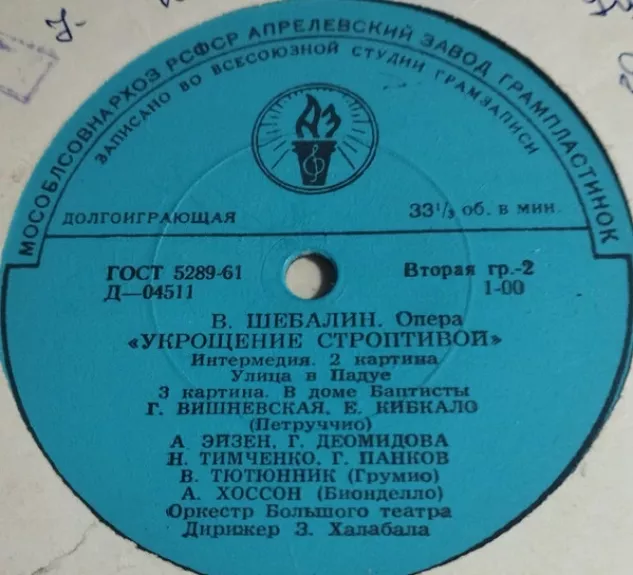 МОСОБЛСОВНАРХОЗ РСФСР АПРЕЛЕВСКИЙ ЗАВОД ГРАМПЛАСТИНОК
ЗАПИСАНО ВО ВСЕСОЮЗНОЙ СТУДИИ ГРАМЗАПИСИ
АЗ
ДОЛГОИГРАЮЩАЯ
33⅓ об. в мин.
ГОСТ 5289-61
Вторая гр.-2
Д—04511
1-00
В. ШЕБАЛИН. Опера
«УКРОЩЕНИЕ СТРОПТИВОЙ»
Интермедия. 2 картина
Улица в Падуе
3 картина. В доме Баптисты
Г. ВИШНЕВСКАЯ, Е. КИБКАЛО
(Петруччио)
А. ЭЙЗЕН, Г. ДЕОМИДОВА
Н. ТИМЧЕНКО, Г. ПАНКОВ
В. ТЮТЮННИК (Грумио)
А. ХОССОН (Бионделло)
Оркестр Большого театра
Дирижер З. Халабала